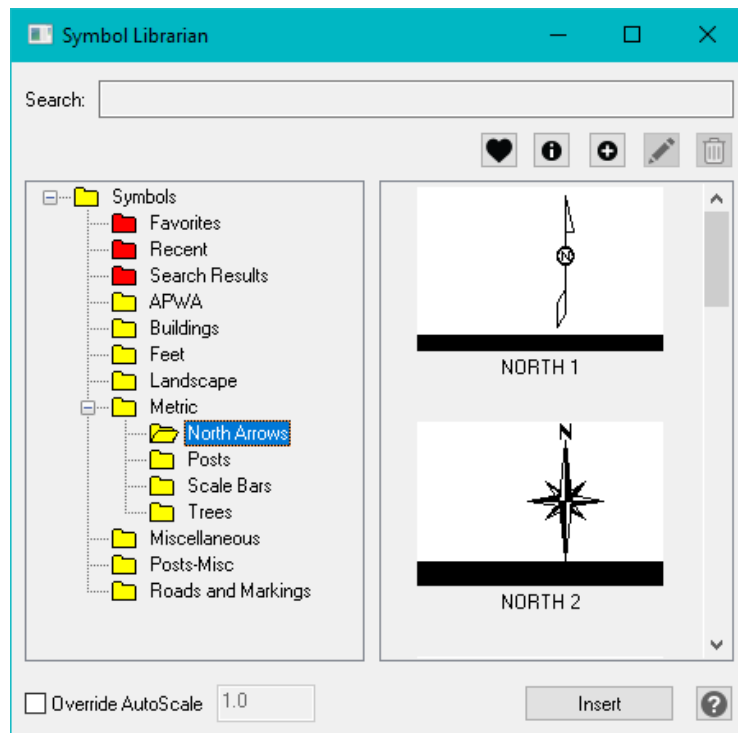 Symbol Librarian
Search:
Symbols
Favorites
Recent
Search Results
APWA
Buildings
Feet
Landscape
Metric
North Arrows
Posts
Scale Bars
Trees
Miscellaneous
Posts-Misc
Roads and Markings
N
NORTH 1
N
NORTH 2
Override AutoScale 1.0
Insert
?